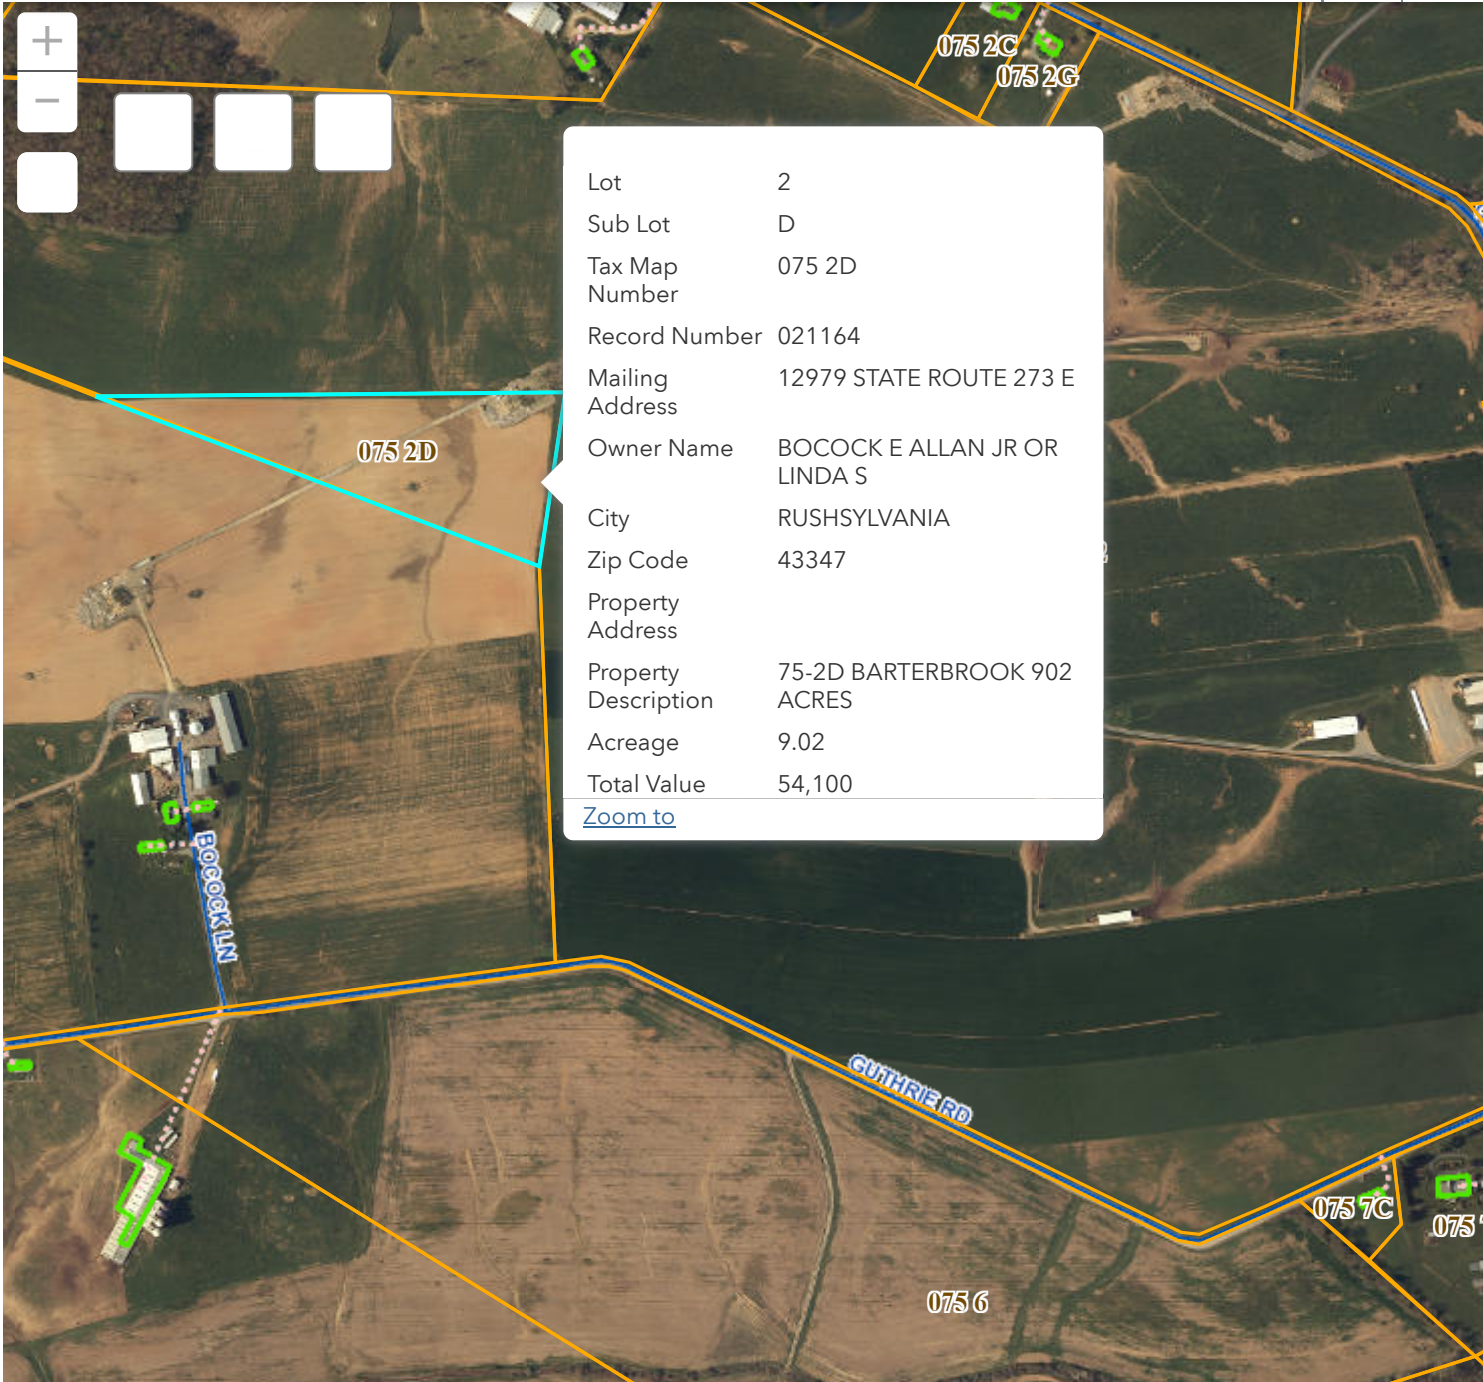 +
−
075 2C
075 2G
Lot 2
Sub Lot D
Tax Map Number 075 2D
Record Number 021164
Mailing Address 12979 STATE ROUTE 273 E
Owner Name BOCOCK E ALLAN JR OR LINDA S
City RUSHSYLVANIA
Zip Code 43347
Property Address
Property Description 75-2D BARTERBROOK 902 ACRES
Acreage 9.02
Total Value 54,100
Zoom to
075 2D
BOCOCK LN
GUTHRIE RD
075 7C
075
075 6